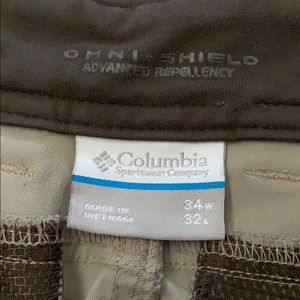 OMNI-SHIELD
ADVANCED REPELLENCY
Columbia
Sportswear Company
MADE IN
VIETNAM
34W
32L